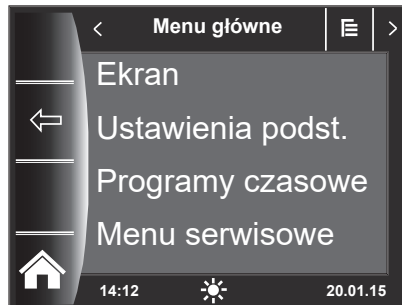 Menu główne
Ekran
Ustawienia podst.
Programy czasowe
Menu serwisowe
14:12 20.01.15